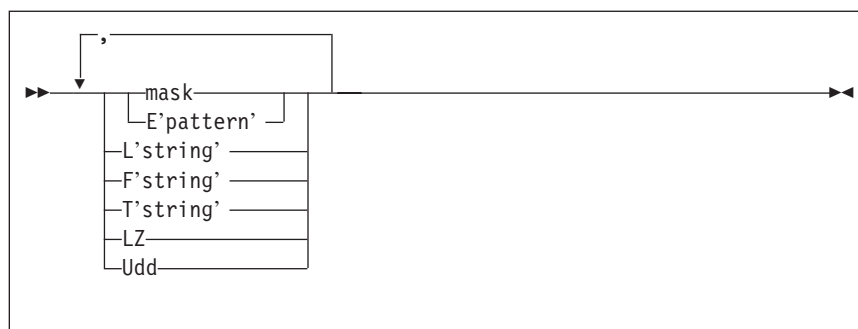 ,
mask
E’pattern’
L’string’
F’string’
T’string’
LZ
Udd